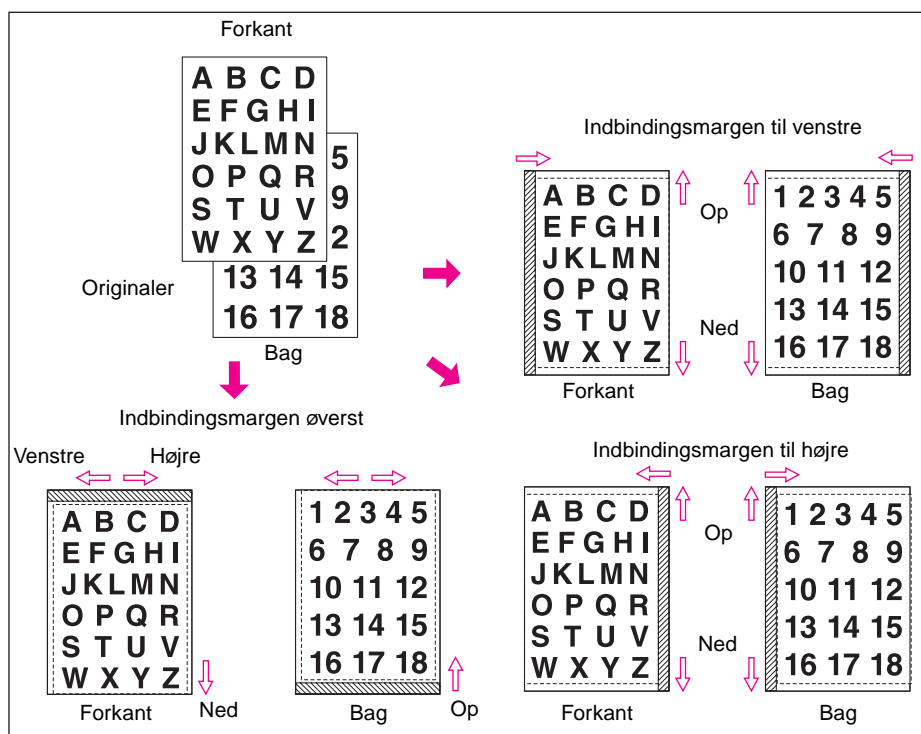 Forkant
A B C D
E F G H I
J K L M N
O P Q R
S T U V
W X Y Z
5
9
2
13 14 15
16 17 18
Originaler
Bag
Indbindingsmargen til venstre
A B C D
E F G H I
J K L M N
O P Q R
S T U V
W X Y Z
Forkant
Op
Ned
1 2 3 4 5
6 7 8 9
10 11 12
13 14 15
16 17 18
Bag
Indbindingsmargen øverst
Venstre Højre
A B C D
E F G H I
J K L M N
O P Q R
S T U V
W X Y Z
Forkant
Ned
1 2 3 4 5
6 7 8 9
10 11 12
13 14 15
16 17 18
Bag
Op
Indbindingsmargen til højre
A B C D
E F G H I
J K L M N
O P Q R
S T U V
W X Y Z
Forkant
Op
Ned
1 2 3 4 5
6 7 8 9
10 11 12
13 14 15
16 17 18
Bag